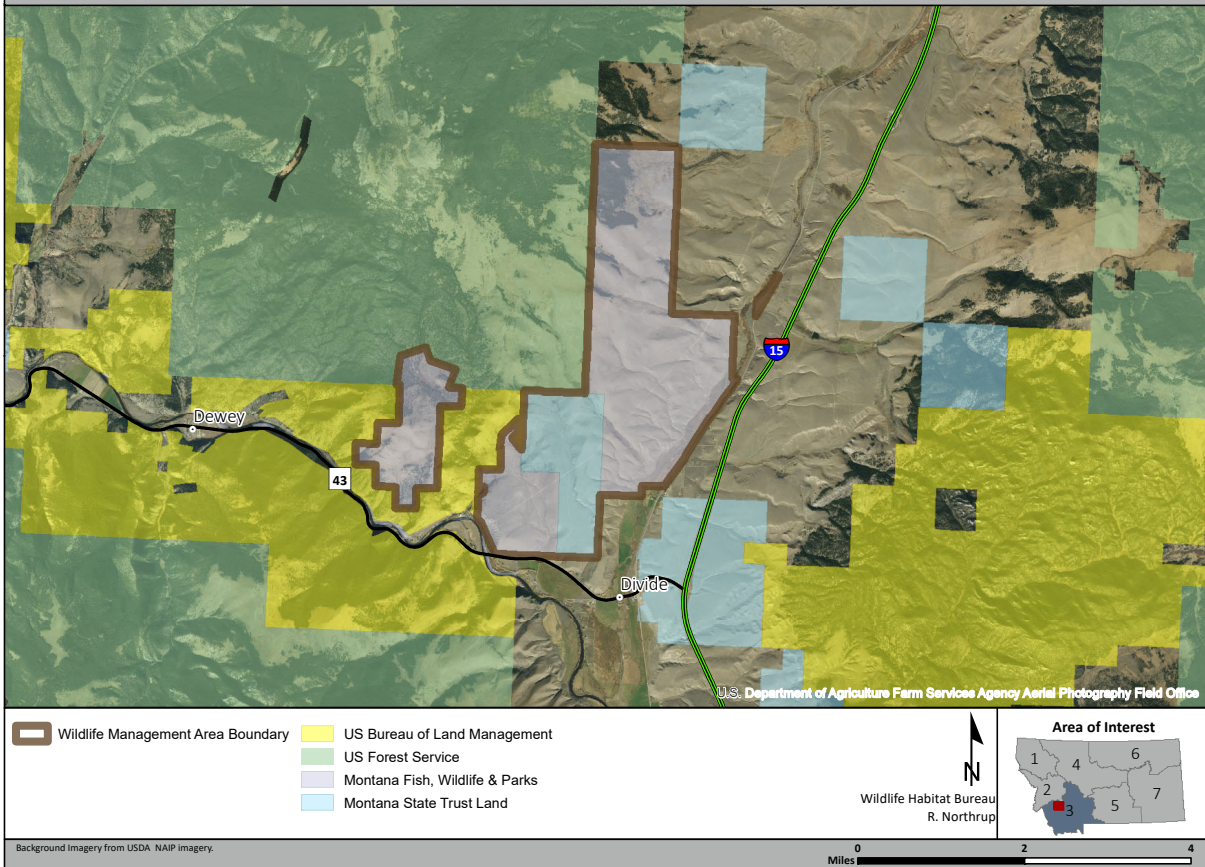 15
Dewey
43
Divide
U.S. Department of Agriculture Farm Services Agency Aerial Photography Field Office
Wildlife Management Area Boundary
US Bureau of Land Management
US Forest Service
Montana Fish, Wildlife & Parks
Montana State Trust Land
N
Wildlife Habitat Bureau
R. Northrup
Area of Interest
1
4
6
2
3
5
7
Background Imagery from USDA NAIP imagery.
0 2 4
Miles